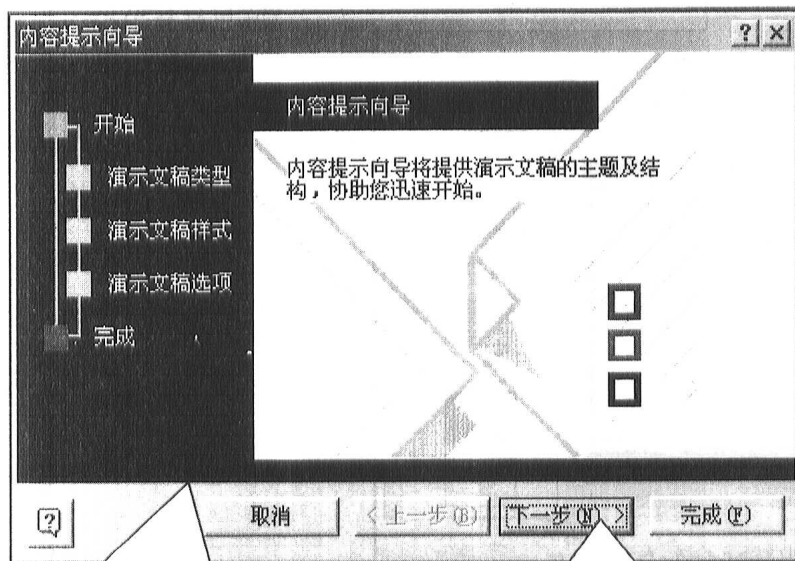 内容提示向导
开始
演示文稿类型
演示文稿样式
演示文稿选项
完成
内容提示向导
内容提示向导将提供演示文稿的主题及结
构，协助您迅速开始。
取消
< 上一步(B)
下一步(N) >
完成(F)